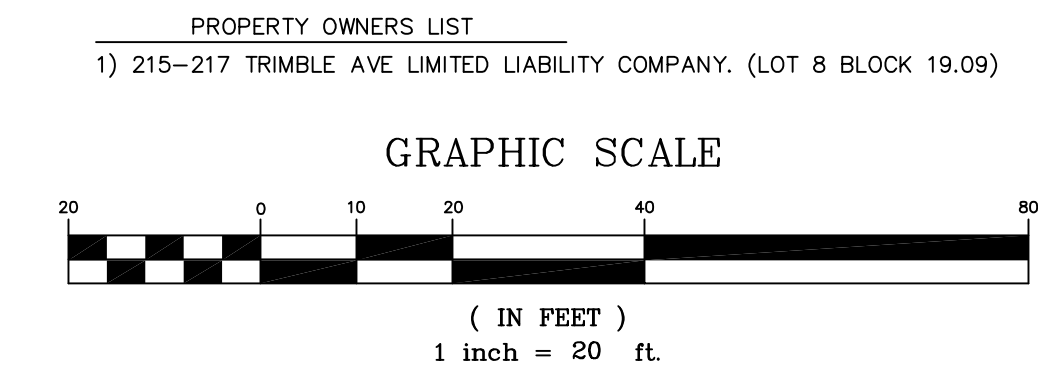 PROPERTY OWNERS LIST
1) 215-217 TRIMBLE AVE LIMITED LIABILITY COMPANY. (LOT 8 BLOCK 19.09)
GRAPHIC SCALE
20 0 10 20 40 80
( IN FEET )
1 inch = 20 ft.